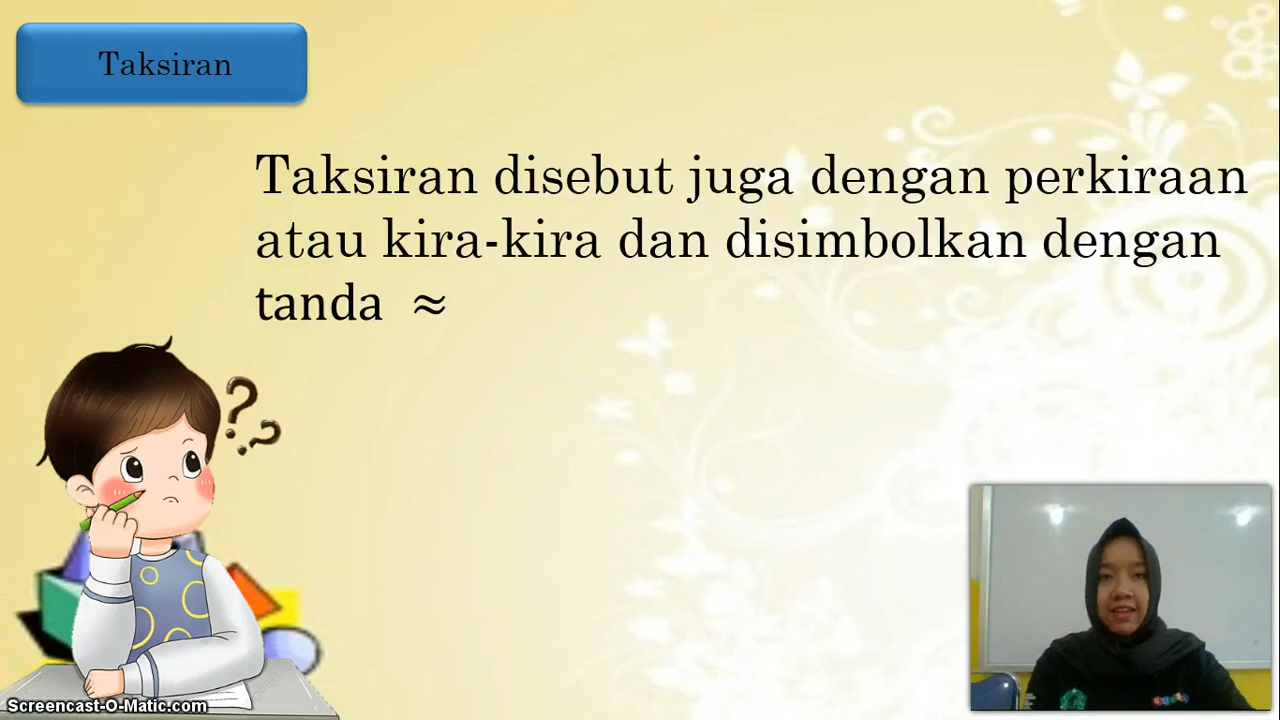 Taksiran
Taksiran disebut juga dengan perkiraan
atau kira-kira dan disimbolkan dengan
tanda ≈
Screencast-O-Matic.com